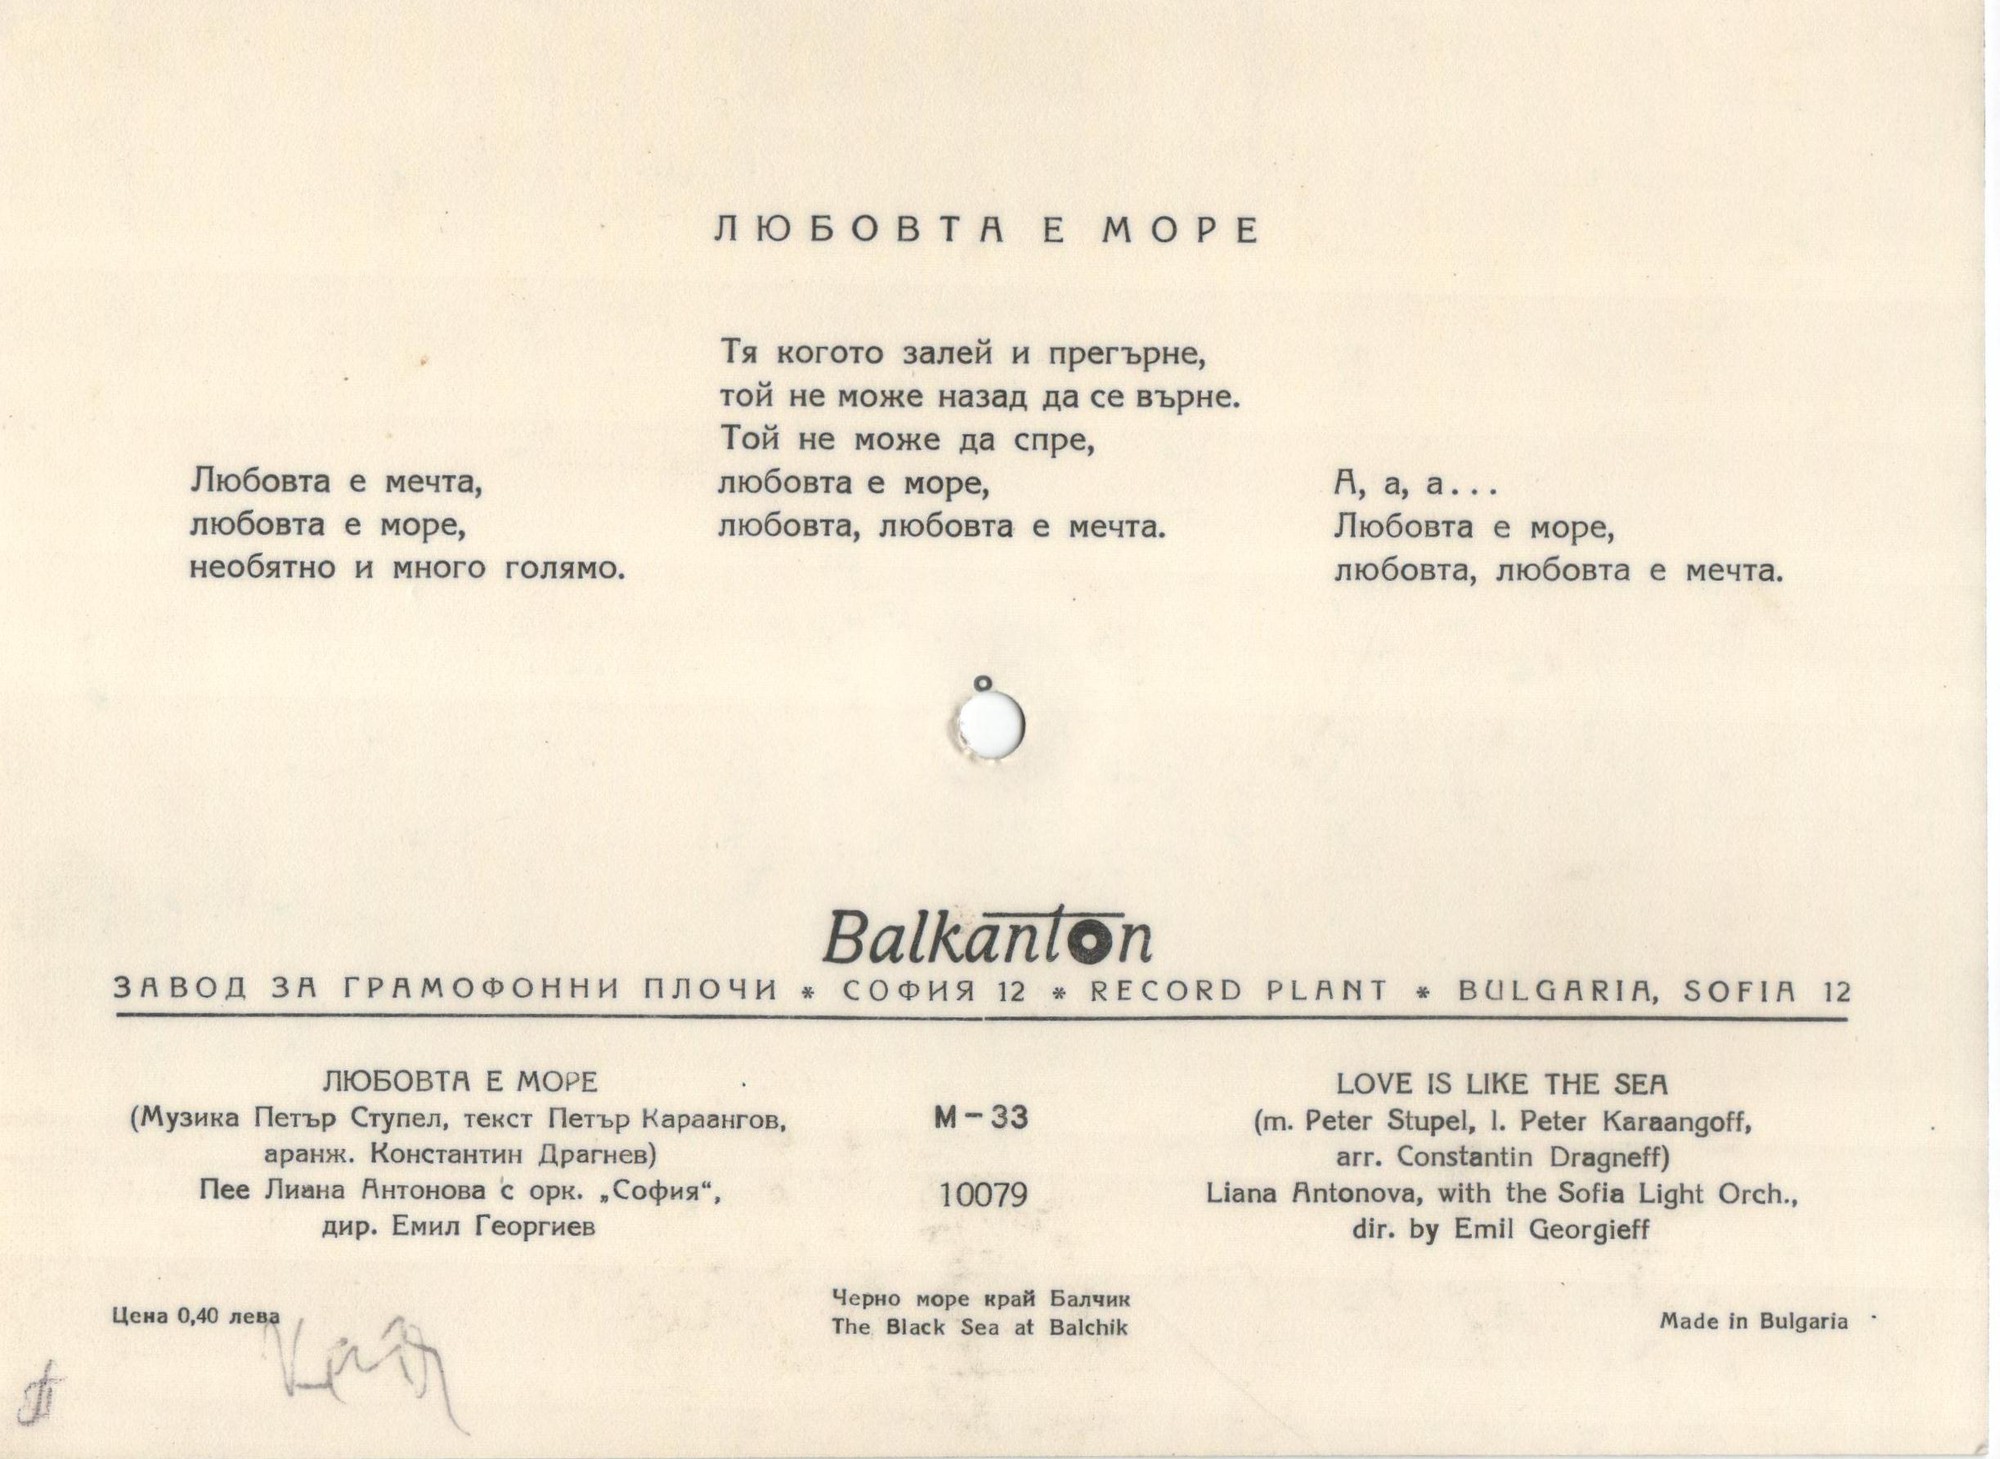 ЛЮБОВТА Е МОРЕ
Любовта е мечта,
любовта е море,
необятно и много голямо.
Тя когото залей и прегърне,
той не може назад да се върне.
Той не може да спре,
любовта е море,
любовта, любовта е мечта.
А, а, а...
Любовта е море,
любовта, любовта е мечта.
Balkanton
ЗАВОД ЗА ГРАМОФОННИ ПЛОЧИ * СОФИЯ 12 * RECORD PLANT * BULGARIA, SOFIA 12
ЛЮБОВТА Е МОРЕ
(Музика Петър Ступел, текст Петър Караангов,
аранж. Константин Драгнев)
Пее Лиана Антонова с орк. „София“,
дир. Емил Георгиев
М-33
10079
LOVE IS LIKE THE SEA
(m. Peter Stupel, l. Peter Karaangoff,
arr. Constantin Dragneff)
Liana Antonova, with the Sofia Light Orch.,
dir. by Emil Georgieff
Цена 0,40 лева
Черно море край Балчик
The Black Sea at Balchik
Made in Bulgaria